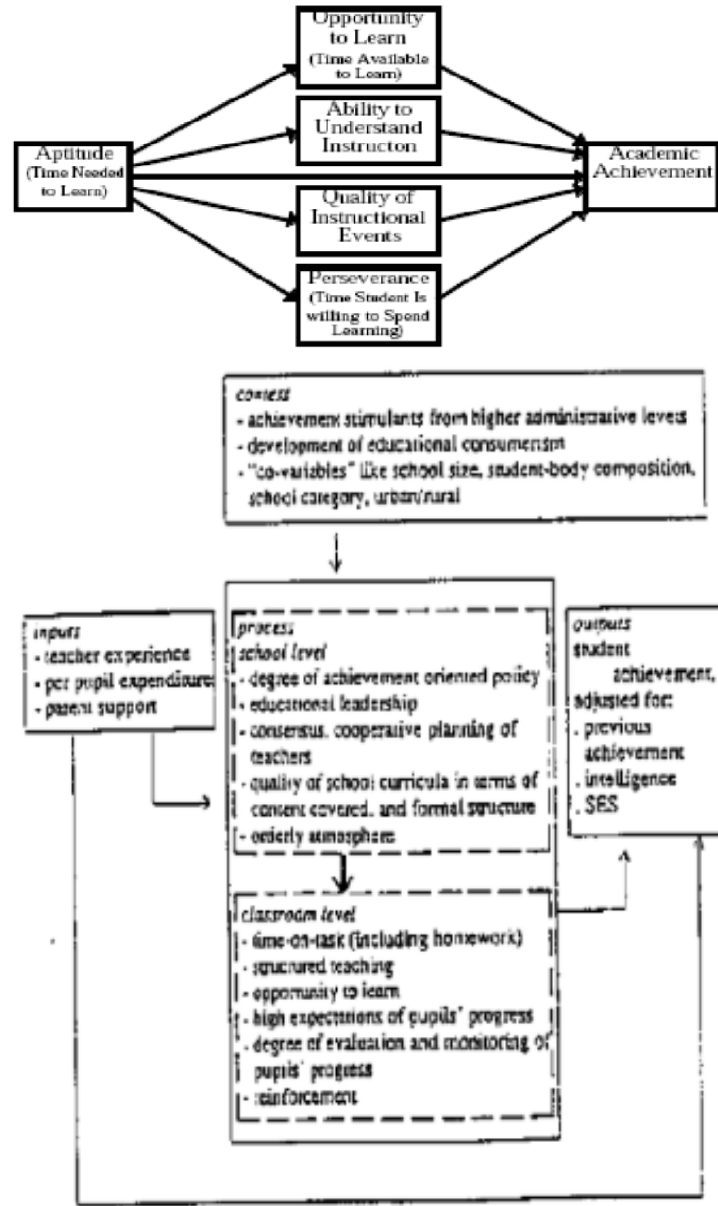 Opportunity
to Learn
(Time Available
to Learn)
Ability to
Understand
Instructon
Aptitude
(Time Needed
to Learn)
Academic
Achievement
Quality of
Instructional
Events
Perseverance
(Time Student Is
willing to Spend
Learning)
context
- achievement stimulants from higher administrative levels
- development of educational consumerism
- "co-variables" like school size, student-body composition,
school category, urban/rural
inputs
- teacher experience
- per pupil expenditure
- parent support
process
school level
- degree of achievement oriented policy
- educational leadership
- consensus, cooperative planning of
teachers
- quality of school curricula in terms of
content covered, and formal structure
- orderly atmosphere
classroom level
- time-on-task (including homework)
- structured teaching
- opportunity to learn
- high expectations of pupils' progress
- degree of evaluation and monitoring of
pupils' progress
- reinforcement
outputs
student
achievement,
adjusted for:
. previous
achievement
. intelligence
. SES